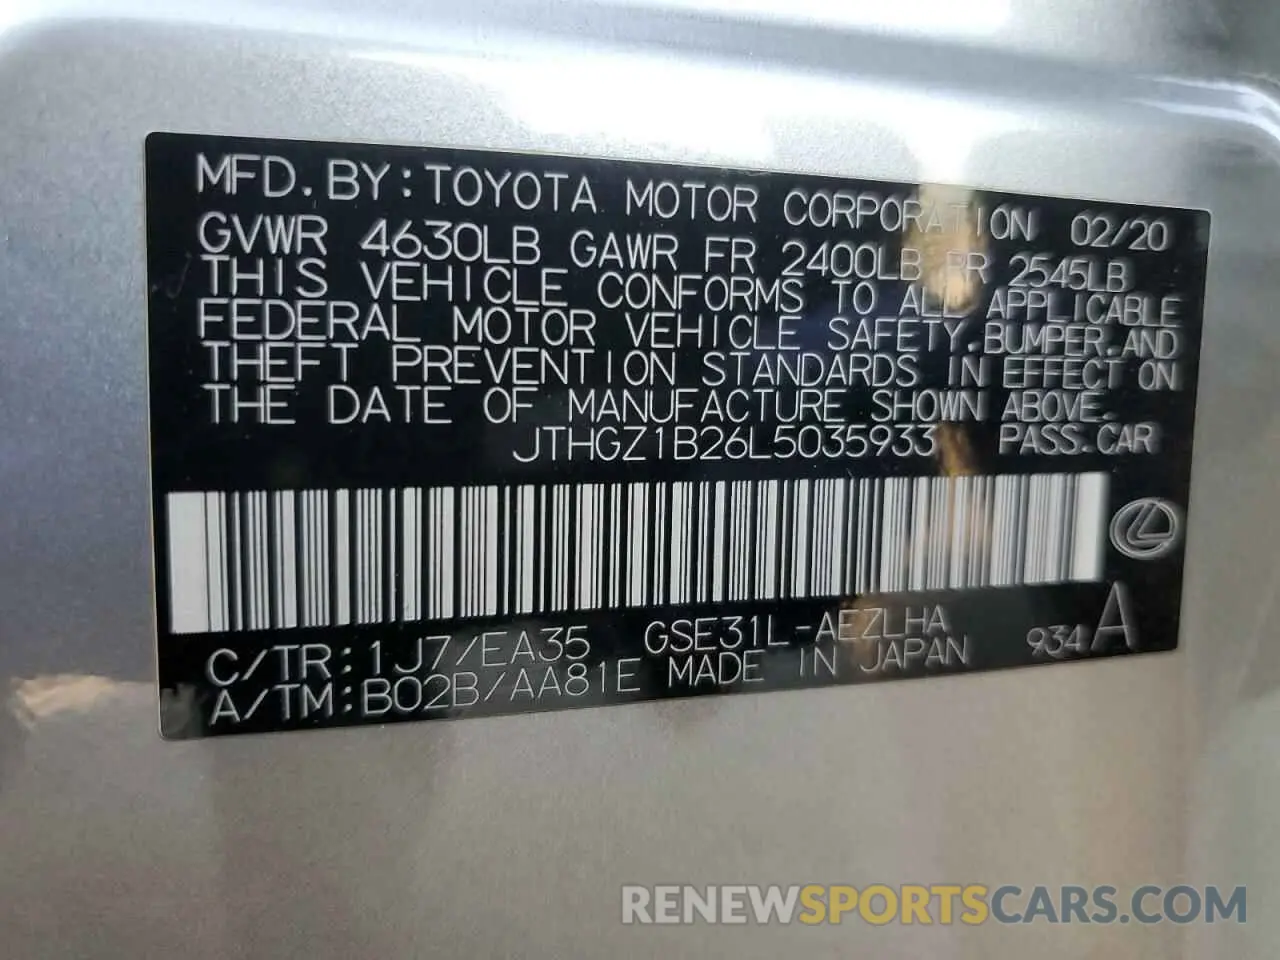 MFD. BY: TOYOTA MOTOR CORPORATION 02/20
GVWR 4630LB GAWR FR 2400LB RR 2545LB
THIS VEHICLE CONFORMS TO ALL APPLICABLE
FEDERAL MOTOR VEHICLE SAFETY, BUMPER, AND
THEFT PREVENTION STANDARDS IN EFFECT ON
THE DATE OF MANUFACTURE SHOWN ABOVE.
JTHGZ1B26L5035933 PASS.CAR
C/TR:1J7/EA35 GSE31L-AEZLHA
A/TM:B02B/AA81E MADE IN JAPAN 934 A
RENEWSPORTSCARS.COM